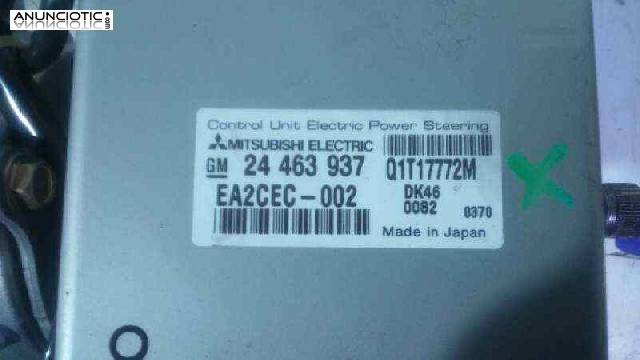 ANUNCIOTIC
.com
Control Unit Electric Power Steering
MITSUBISHI ELECTRIC
GM 24 463 937 Q1T17772M
EA2CEC-002 DK46
0082 0370
Made in Japan